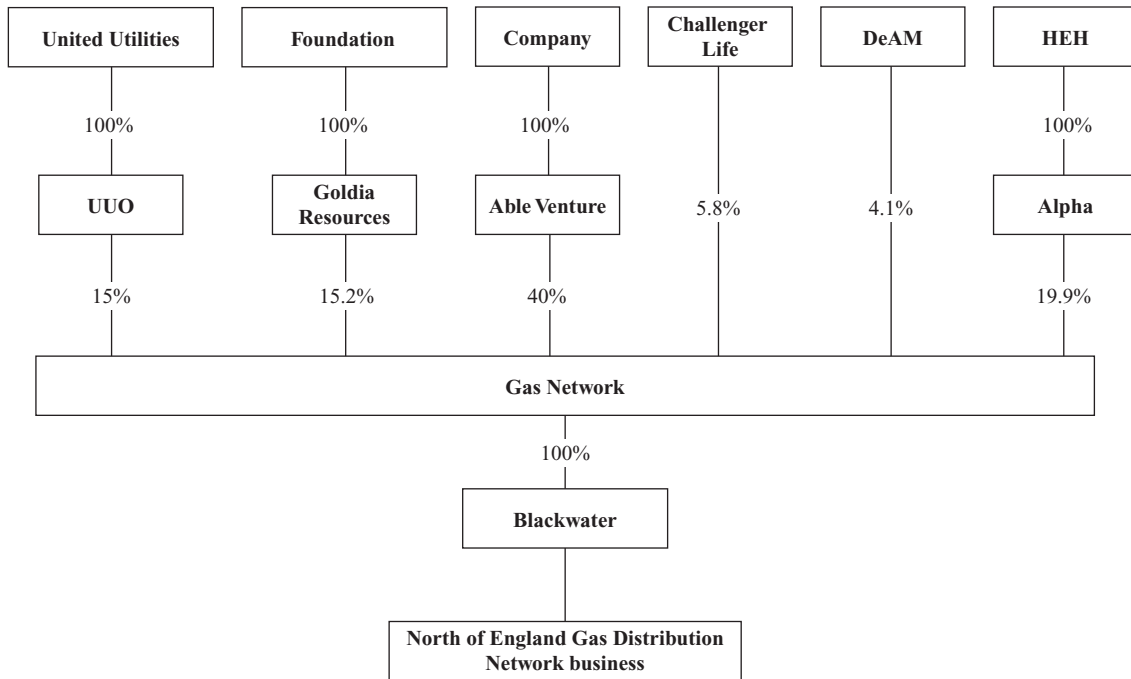 United Utilities
Foundation
Company
Challenger
Life
DeAM
HEH
100%
100%
100%
100%
UUO
Goldia
Resources
Able Venture
5.8%
4.1%
Alpha
15%
15.2%
40%
19.9%
Gas Network
100%
Blackwater
North of England Gas Distribution
Network business